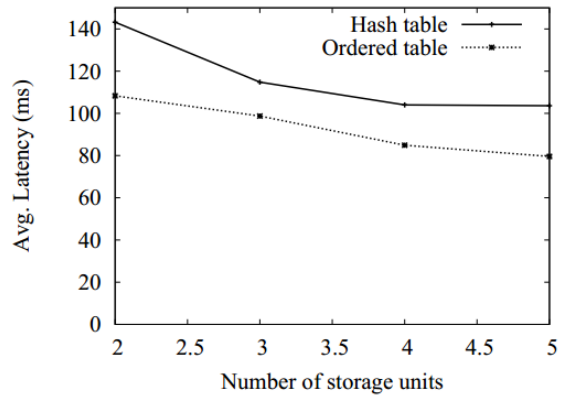 Hash table
Ordered table
140
120
100
80
60
40
20
0
2 2.5 3 3.5 4 4.5 5
Avg. Latency (ms)
Number of storage units